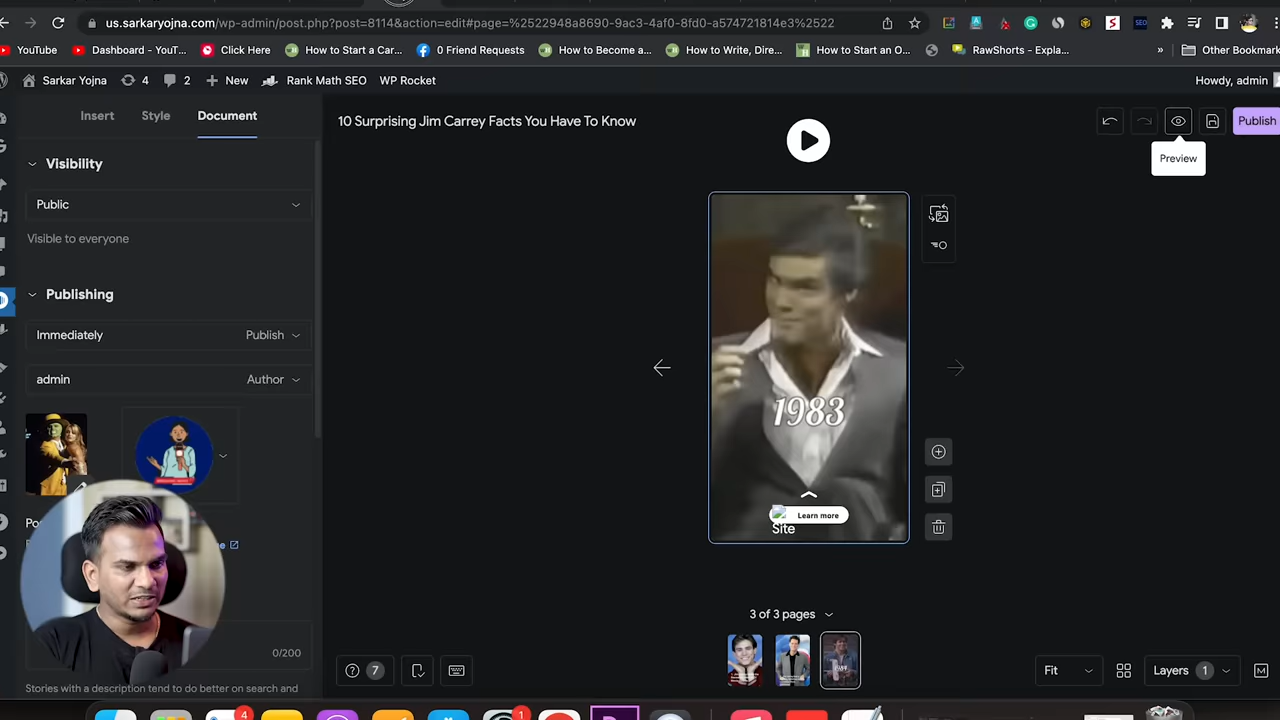 us.sarkaryojna.com/wp-admin/post.php?post=8114&action=edit#page=%2522948a8690-9ac3-4af0-8fd0-a574721814e3%2522
YouTube
Dashboard - YouT...
Click Here
How to Start a Car...
0 Friend Requests
How to Become a...
How to Write, Dire...
How to Start an O...
RawShorts - Expla...
»
Other Bookmark
Sarkar Yojna
4
2
New
Rank Math SEO
WP Rocket
Howdy, admin
Insert
Style
Document
10 Surprising Jim Carrey Facts You Have To Know
Publish
Preview
Visibility
Public
Visible to everyone
Publishing
Immediately
Publish
admin
Author
1983
Learn more
Site
3 of 3 pages
0/200
Stories with a description tend to do better on search and
7
Fit
Layers
1
4
1